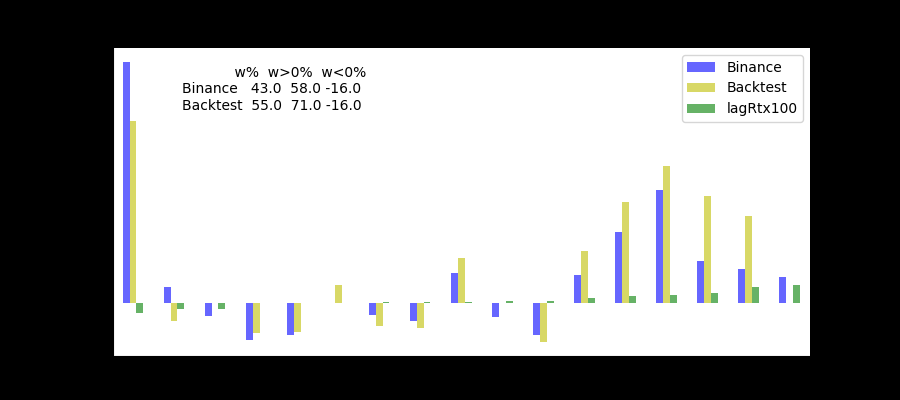 w%  w>0%  w<0%
Binance   43.0  58.0 -16.0
Backtest  55.0  71.0 -16.0
Binance
Backtest
lagRtx100